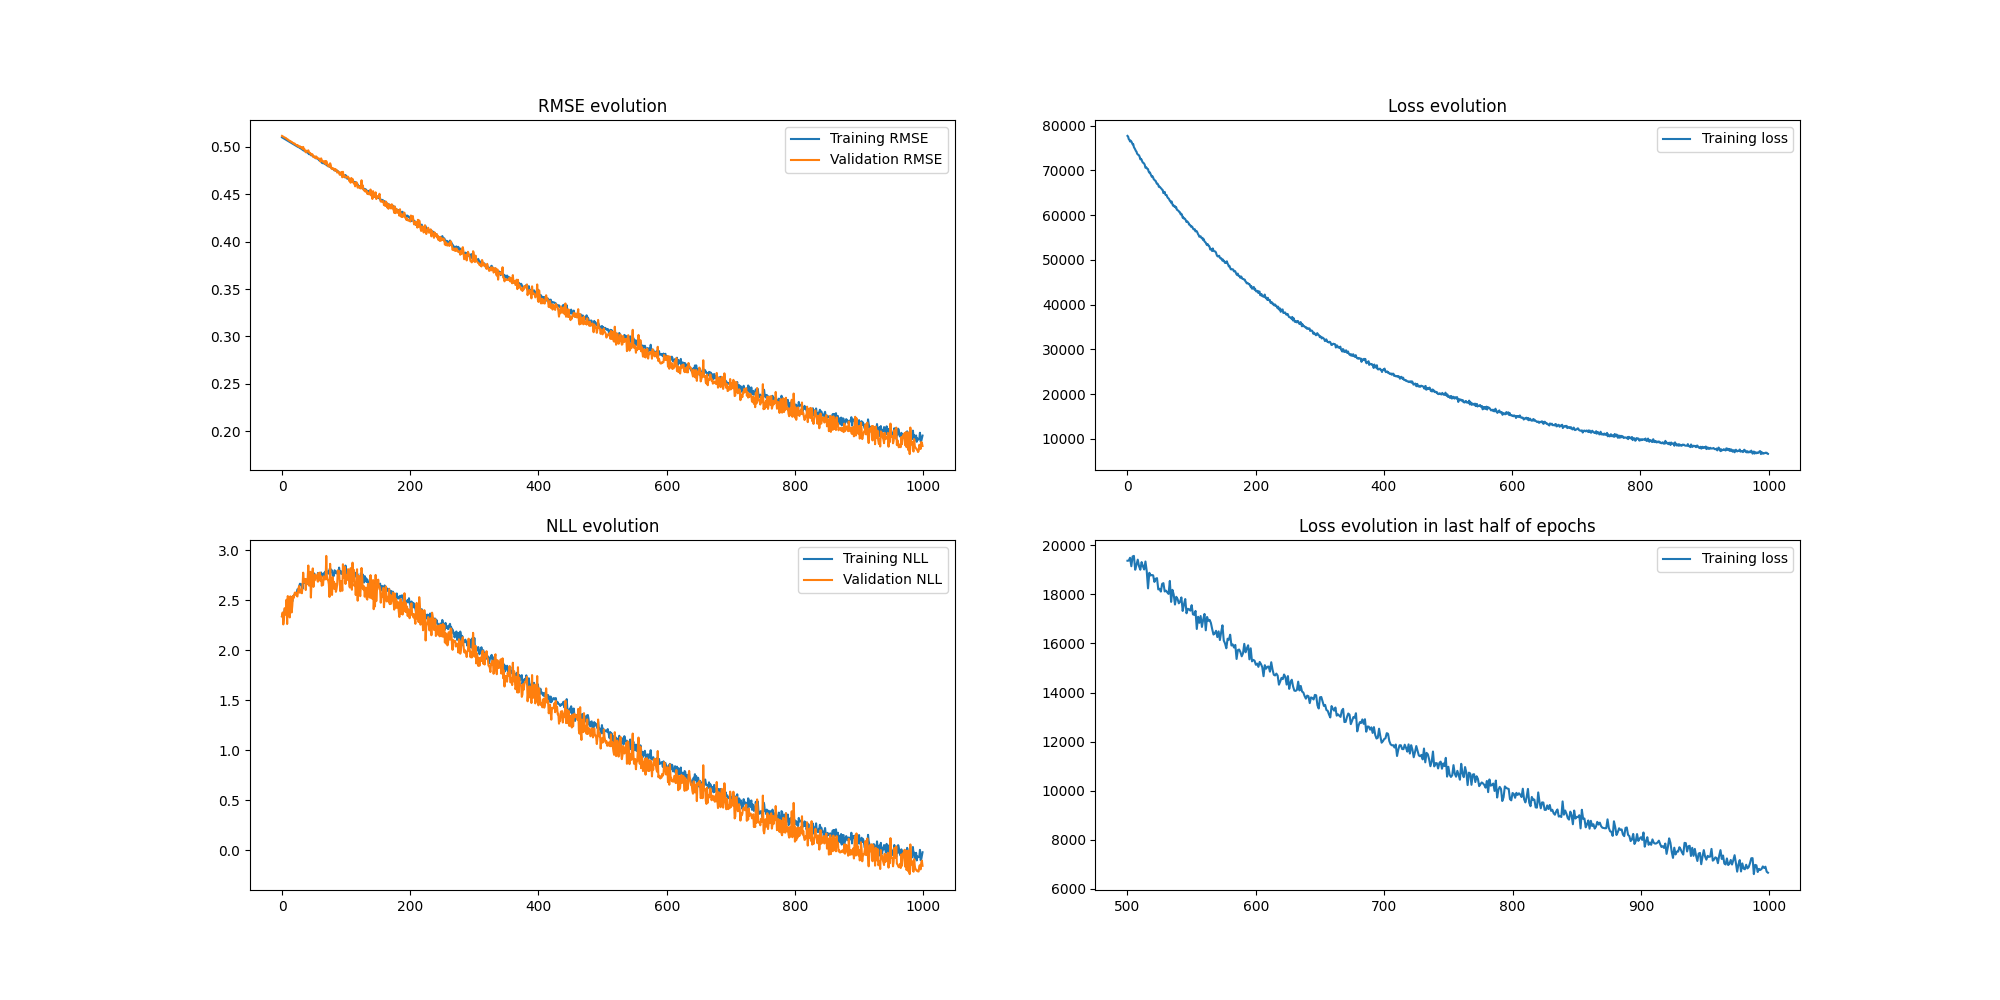 RMSE evolution
Training RMSE
Validation RMSE
0.50
0.45
0.40
0.35
0.30
0.25
0.20
0 200 400 600 800 1000
Loss evolution
Training loss
80000
70000
60000
50000
40000
30000
20000
10000
0 200 400 600 800 1000
NLL evolution
Training NLL
Validation NLL
3.0
2.5
2.0
1.5
1.0
0.5
0.0
0 200 400 600 800 1000
Loss evolution in last half of epochs
Training loss
20000
18000
16000
14000
12000
10000
8000
6000
500 600 700 800 900 1000